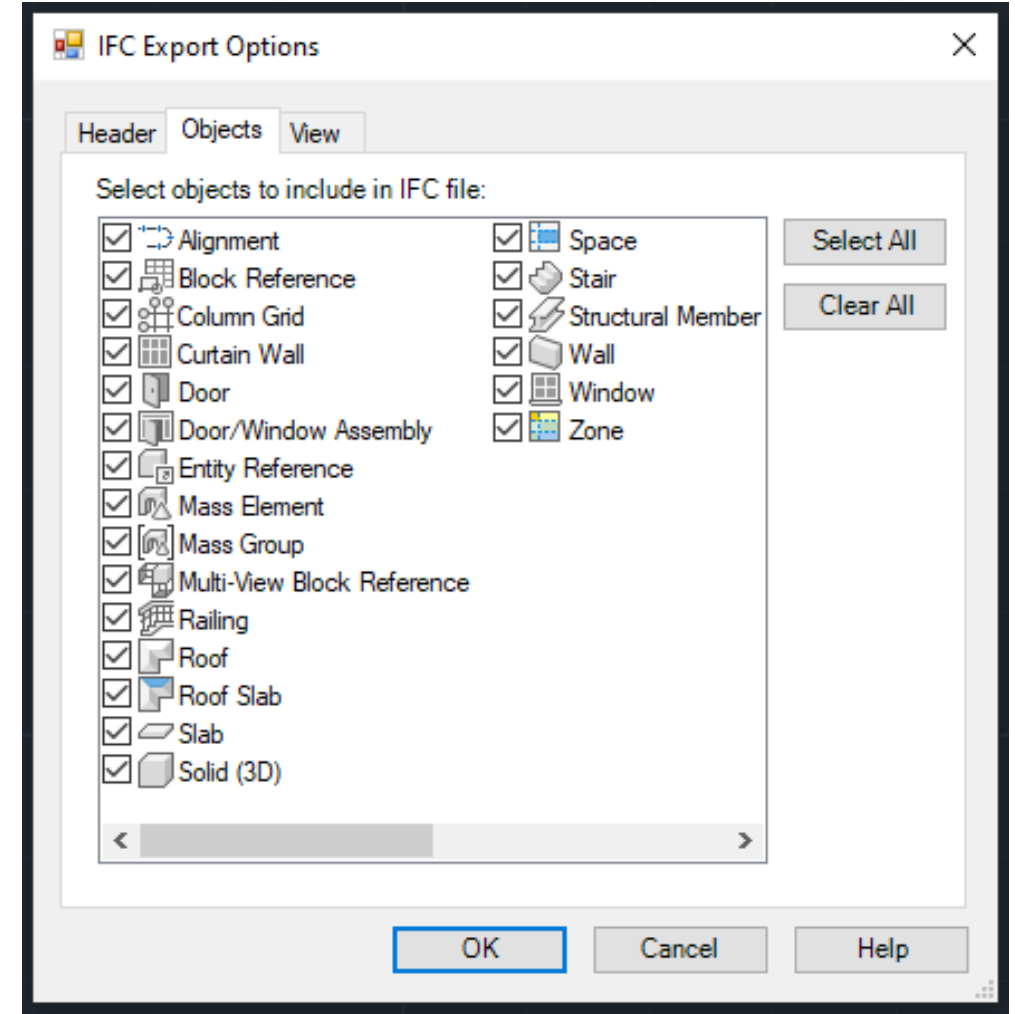 IFC Export Options
Header Objects View
Select objects to include in IFC file:
Alignment
Block Reference
Column Grid
Curtain Wall
Door
Door/Window Assembly
Entity Reference
Mass Element
Mass Group
Multi-View Block Reference
Railing
Roof
Roof Slab
Slab
Solid (3D)
Space
Stair
Structural Member
Wall
Window
Zone
Select All
Clear All
OK Cancel Help